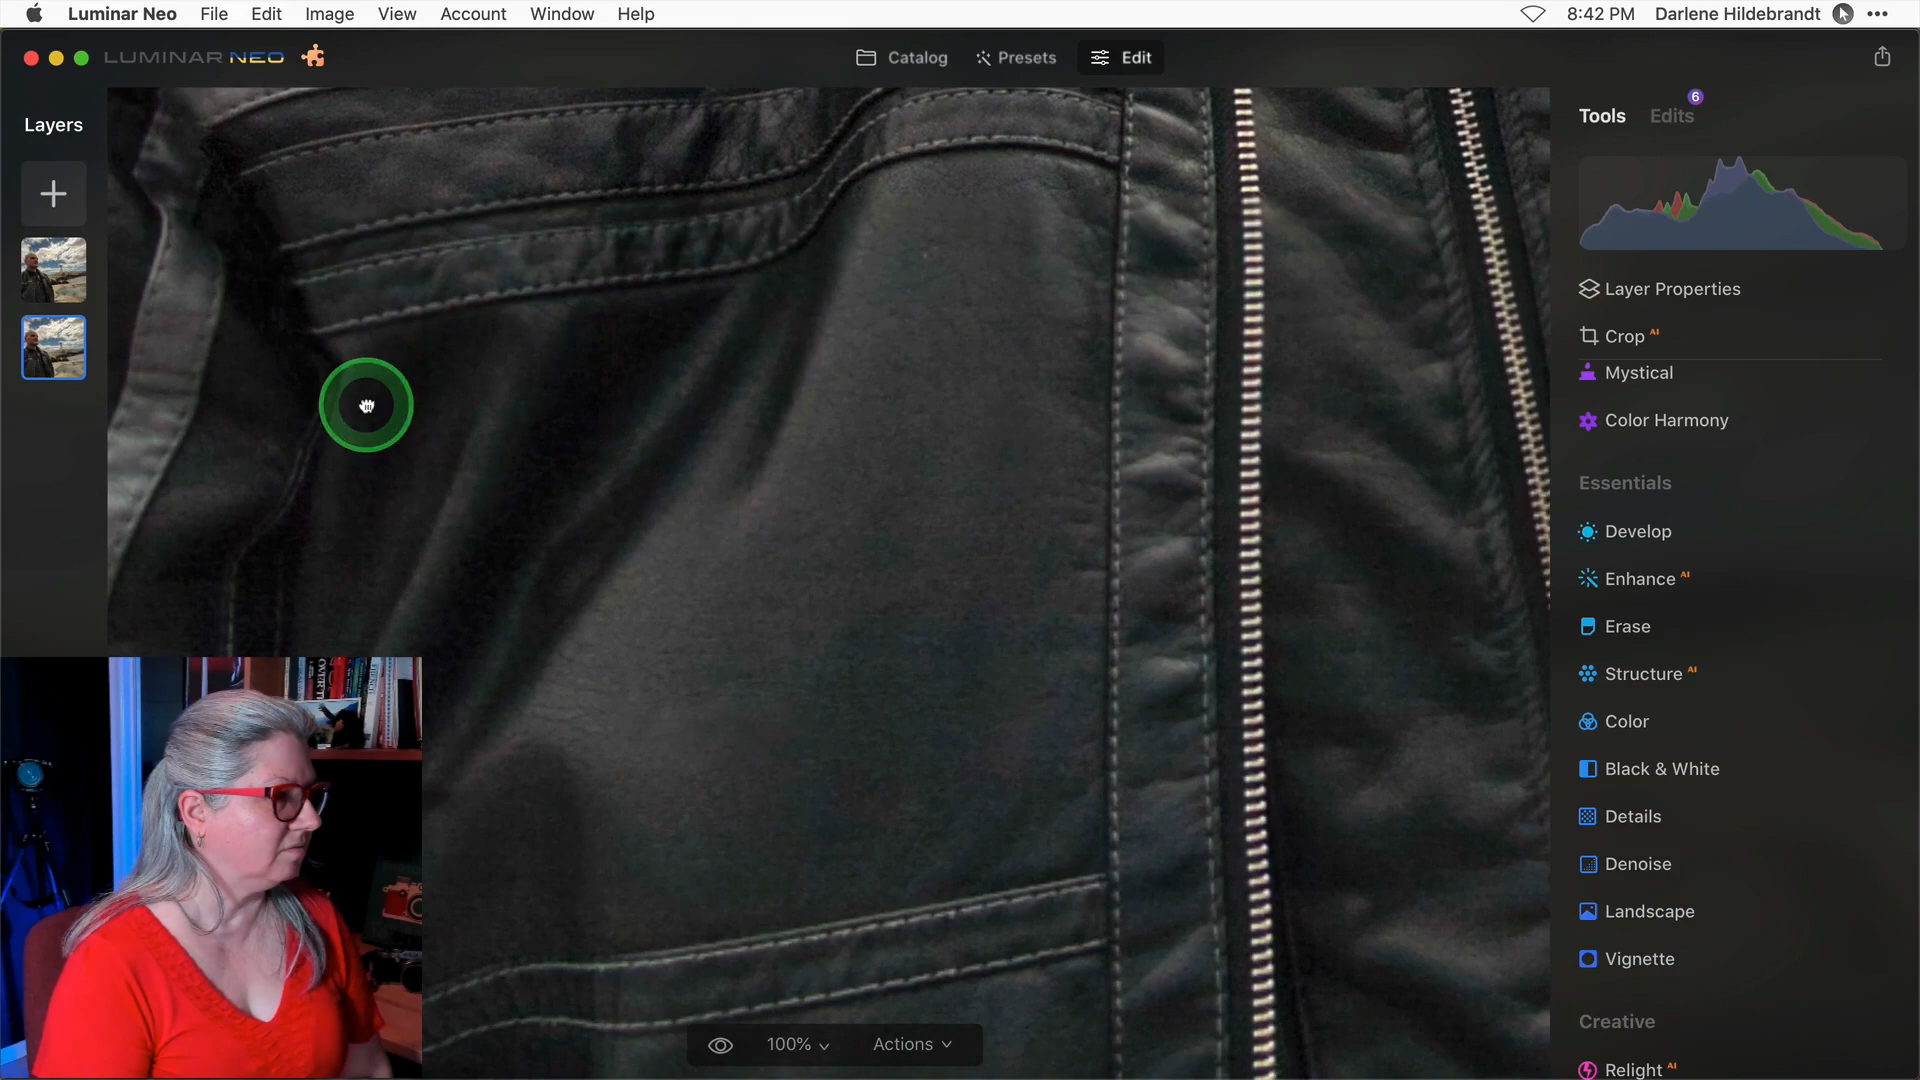 Luminar Neo File Edit Image View Account Window Help 8:42 PM Darlene Hildebrandt
LUMINAR NEO Catalog Presets Edit
Layers
6
Tools Edits
Layer Properties
Crop AI
Mystical
Color Harmony
Essentials
Develop
Enhance AI
Erase
Structure AI
Color
Black & White
Details
Denoise
Landscape
Vignette
Creative
Relight AI
100% Actions